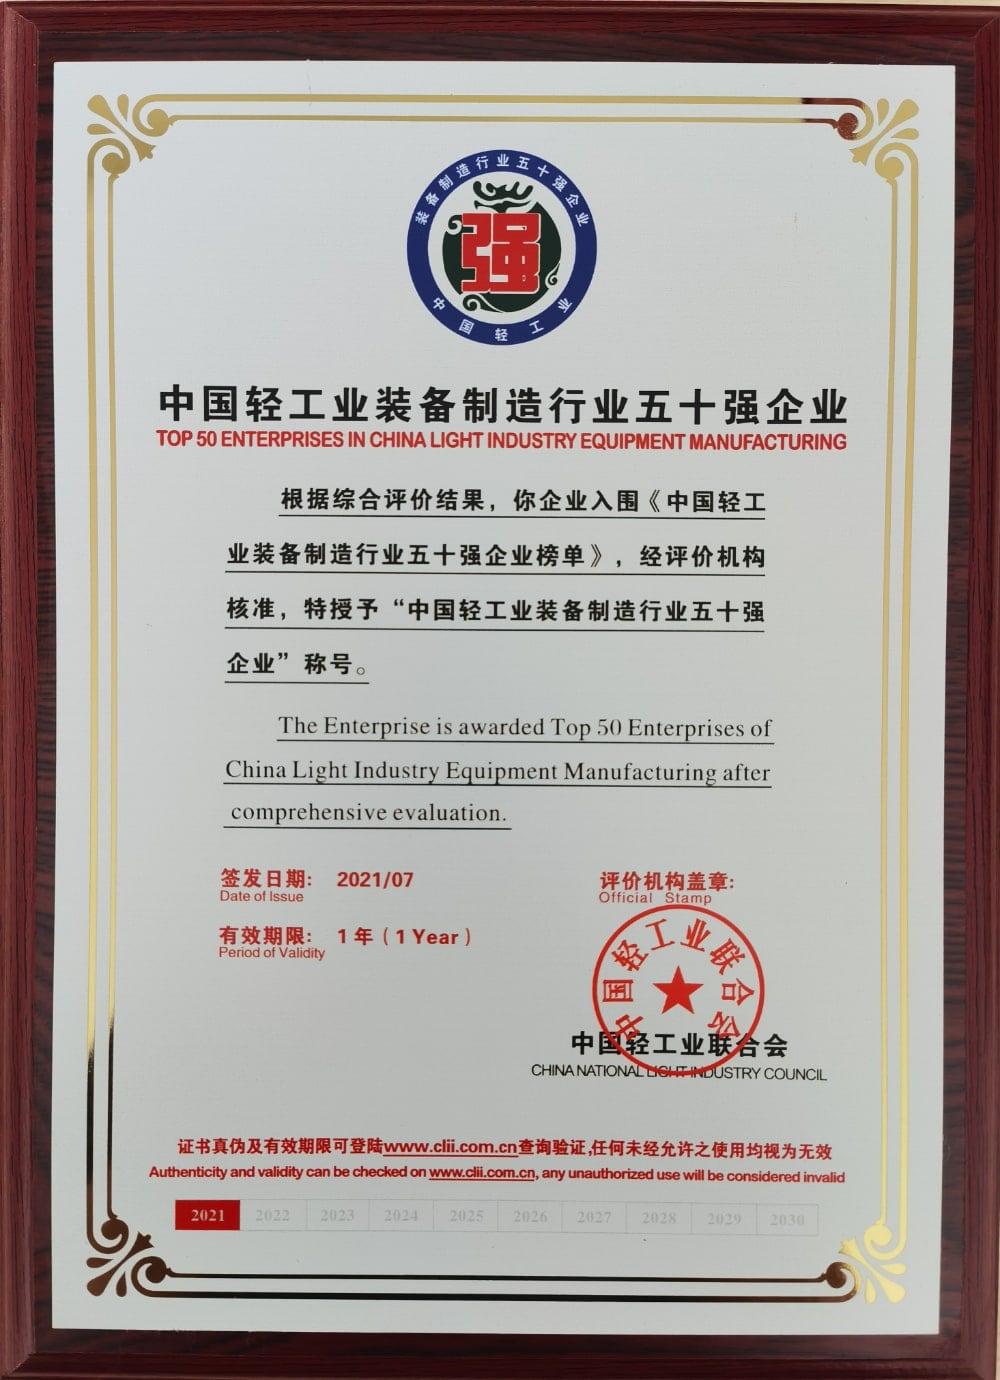 装备制造行业五十强企业
强
中国轻工业
中国轻工业装备制造行业五十强企业
TOP 50 ENTERPRISES IN CHINA LIGHT INDUSTRY EQUIPMENT MANUFACTURING
根据综合评价结果，你企业入围《中国轻工
业装备制造行业五十强企业榜单》，经评价机构
核准，特授予“中国轻工业装备制造行业五十强
企业”称号。
The Enterprise is awarded Top 50 Enterprises of
China Light Industry Equipment Manufacturing after
comprehensive evaluation.
签发日期： 2021/07
Date of Issue
有效期限： 1 年（1 Year）
Period of Validity
评价机构盖章：
Official Stamp
中国轻工业联合会
中国轻工业联合会
CHINA NATIONAL LIGHT INDUSTRY COUNCIL
证书真伪及有效期限可登陆www.clii.com.cn查询验证,任何未经允许之使用均视为无效
Authenticity and validity can be checked on www.clii.com.cn, any unauthorized use will be considered invalid
2021 2022 2023 2024 2025 2026 2027 2028 2029 2030